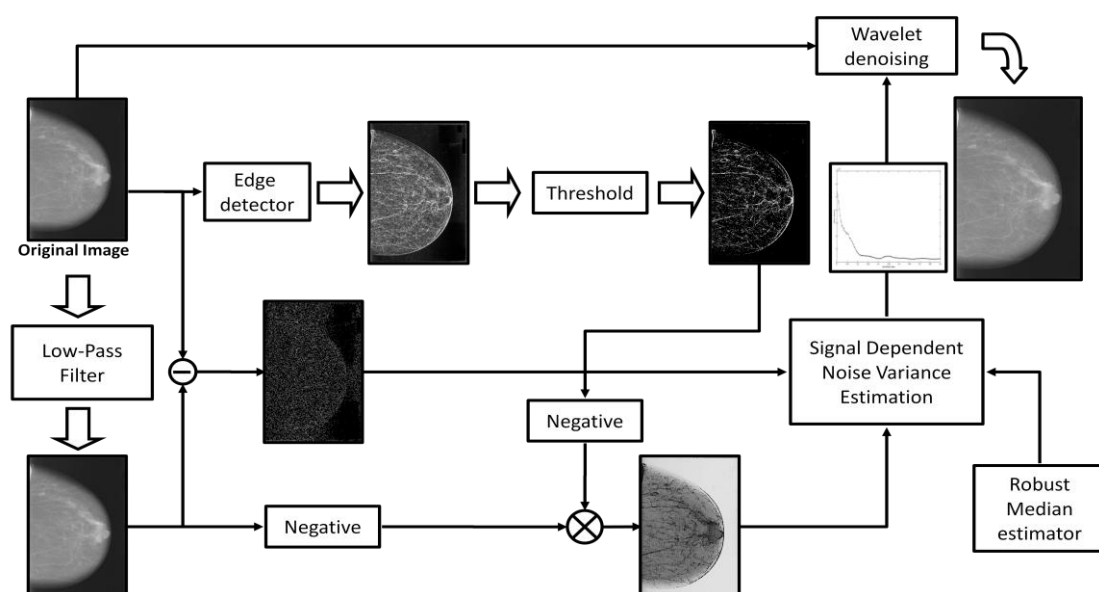 Wavelet
denoising
Edge
detector
Threshold
Original Image
Low-Pass
Filter
Signal Dependent
Noise Variance
Estimation
Negative
Negative
Robust
Median
estimator